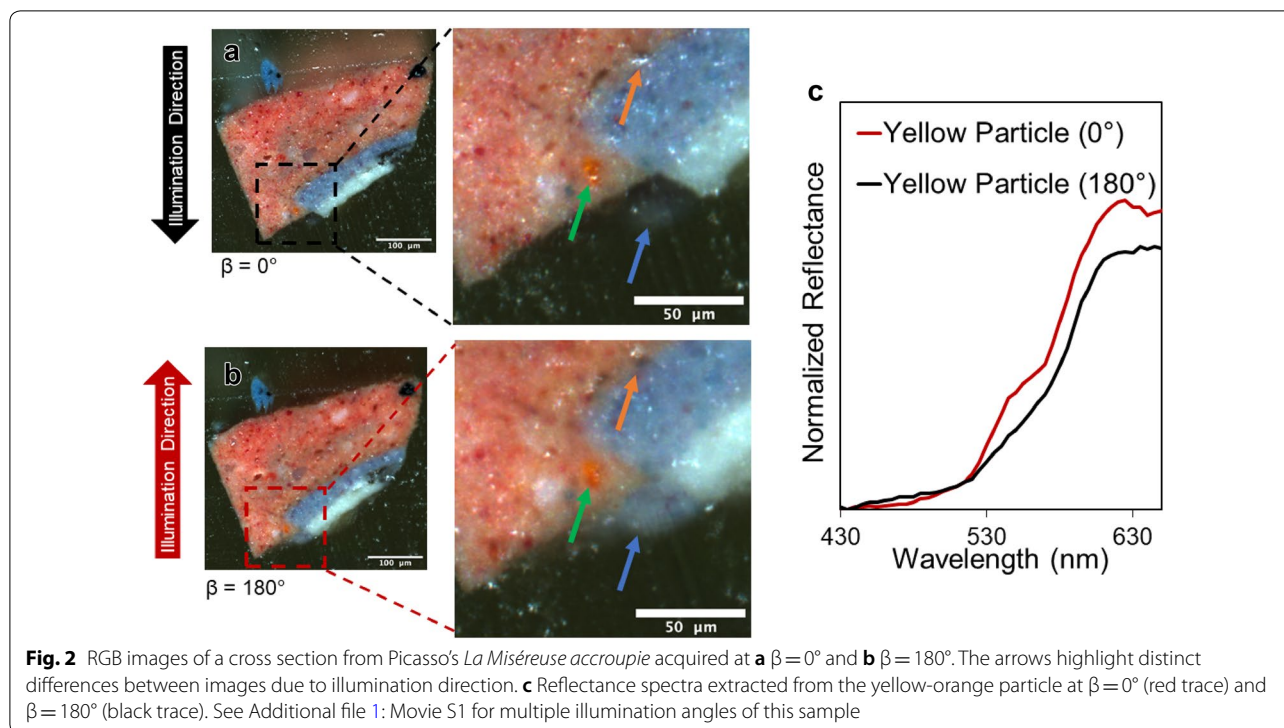 a
Illumination Direction
100 μm
β = 0°
50 μm
b
Illumination Direction
100 μm
β = 180°
50 μm
c
Yellow Particle (0°)
Yellow Particle (180°)
Normalized Reflectance
430 530 630
Wavelength (nm)
Fig. 2 RGB images of a cross section from Picasso's La Miséreuse accroupie acquired at a β=0° and b β=180°. The arrows highlight distinct
differences between images due to illumination direction. c Reflectance spectra extracted from the yellow-orange particle at β=0° (red trace) and
β=180° (black trace). See Additional file 1: Movie S1 for multiple illumination angles of this sample